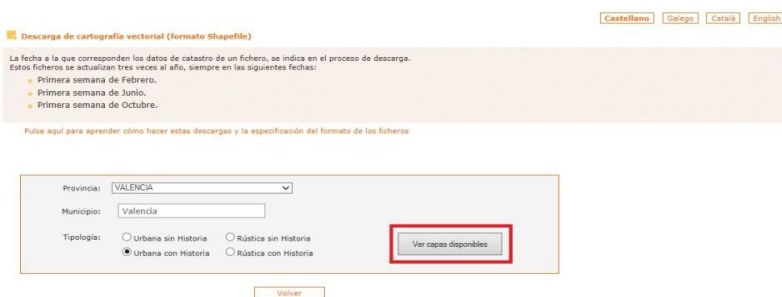 Castellano Galego Català English
Descarga de cartografía vectorial (formato Shapefile)
La fecha a la que corresponden los datos de catastro de un fichero, se indica en el proceso de descarga.
Estos ficheros se actualizan tres veces al año, siempre en las siguientes fechas:
Primera semana de Febrero.
Primera semana de Junio.
Primera semana de Octubre.
Pulse aquí para aprender cómo hacer estas descargas y la especificación del formato de los ficheros
Provincia: VALENCIA
Municipio: Valencia
Tipología: Urbana sin Historia Rústica sin Historia
Urbana con Historia Rústica con Historia
Ver capas disponibles
Volver